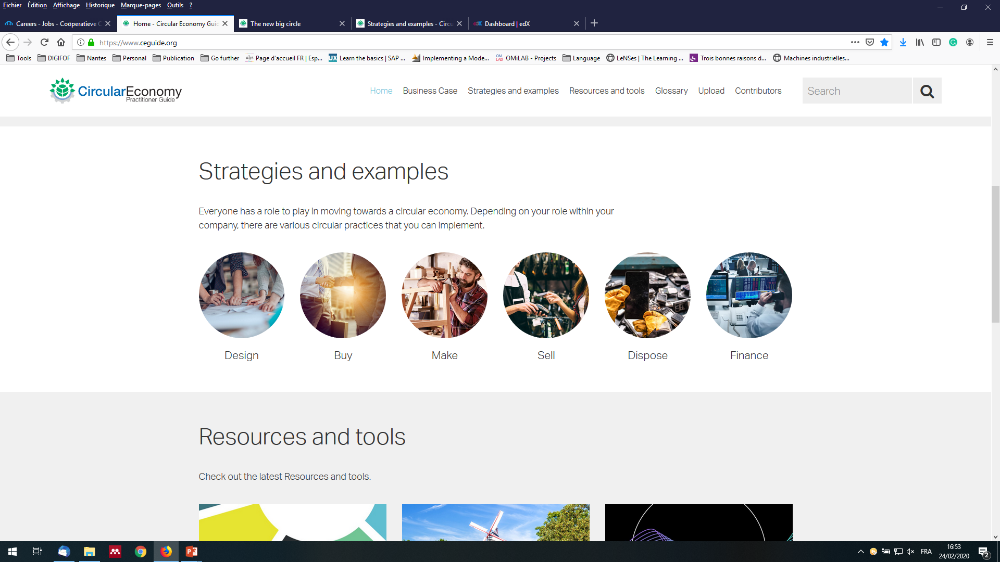 Fichier Édition Affichage Historique Marque-pages Outils ?
Careers - Jobs - Coöperatieve
Home - Circular Economy Guid
The new big circle
Strategies and examples - Circu
Dashboard | edX
https://www.ceguide.org
Tools DIGIFOF Nantes Personal Publication Go further
ulys Page d'accueil FR | Esp...
UX Learn the basics | SAP ...
Implementing a Mode...
OMiLAB - Projects
Language
LeNSes | The Learning ...
Trois bonnes raisons d...
Machines industrielles...
CircularEconomy
Practitioner Guide
Home Business Case Strategies and examples Resources and tools Glossary Upload Contributors
Search
Strategies and examples
Everyone has a role to play in moving towards a circular economy. Depending on your role within your
company, there are various circular practices that you can implement.
Design Buy Make Sell Dispose Finance
Resources and tools
Check out the latest Resources and tools.
FRA
16:53
24/02/2020
2